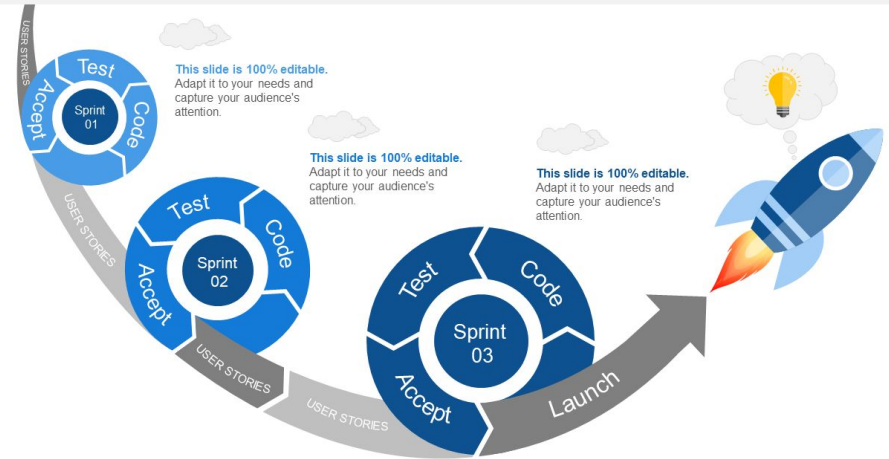 USER STORIES
Test
Accept
Code
Sprint
01
This slide is 100% editable.
Adapt it to your needs and
capture your audience's
attention.
USER STORIES
Test
Accept
Code
Sprint
02
This slide is 100% editable.
Adapt it to your needs and
capture your audience's
attention.
USER STORIES
USER STORIES
Test
Accept
Code
Sprint
03
This slide is 100% editable.
Adapt it to your needs and
capture your audience's
attention.
Launch